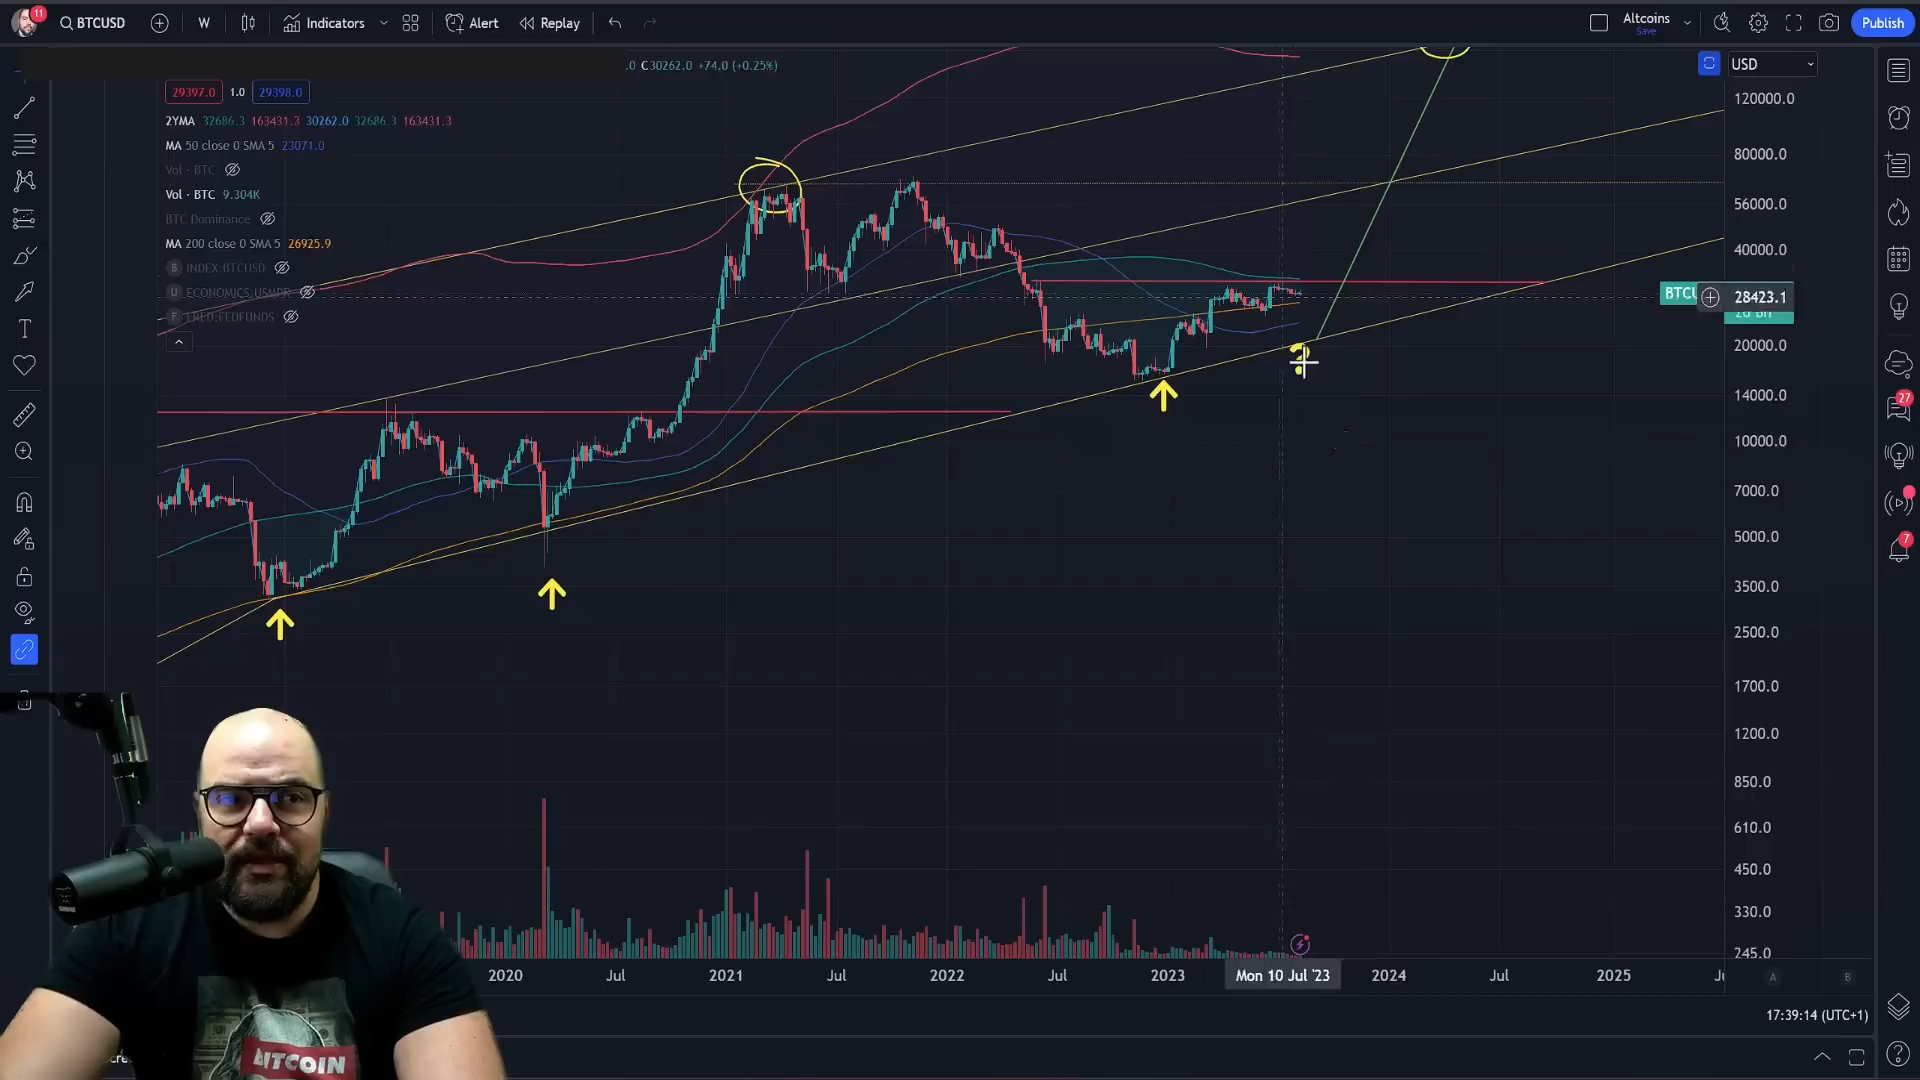 11
BTCUSD
W
Indicators
Alert
Replay
Altcoins
Save
Publish
.0 C30262.0 +74.0 (+0.25%)
USD
29397.0 1.0 29398.0
2YMA 32686.3 163431.3 30262.0 32686.3 163431.3
MA 50 close 0 SMA 5 23071.0
Vol · BTC
Vol · BTC 9.304K
BTC Dominance
MA 200 close 0 SMA 5 26925.9
B INDEX:BTCUSD
U ECONOMICS:USMPR
F FRED:FEDFUNDS
120000.0
80000.0
56000.0
40000.0
BTCU 28423.1
20000.0
14000.0
10000.0
7000.0
5000.0
3500.0
2500.0
1700.0
1200.0
850.0
610.0
450.0
330.0
245.0
?
27
7
2020 Jul 2021 Jul 2022 Jul 2023 Mon 10 Jul '23 2024 Jul 2025 Ju
A B
17:39:14 (UTC+1)
BITCOIN